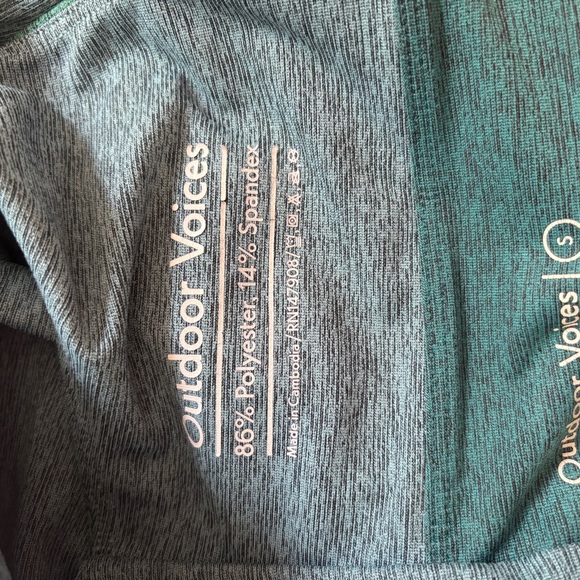 Outdoor Voices
86% Polyester, 14% Spandex
Made in Cambodia / RN147908 /
Outdoor Voices | S